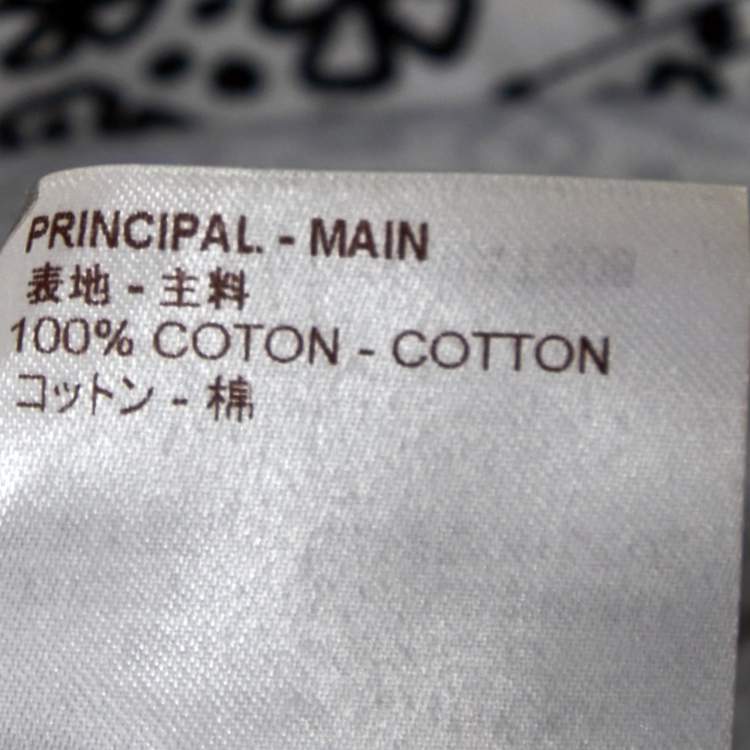 PRINCIPAL. - MAIN
表地 - 主料
100% COTON - COTTON
コットン - 棉